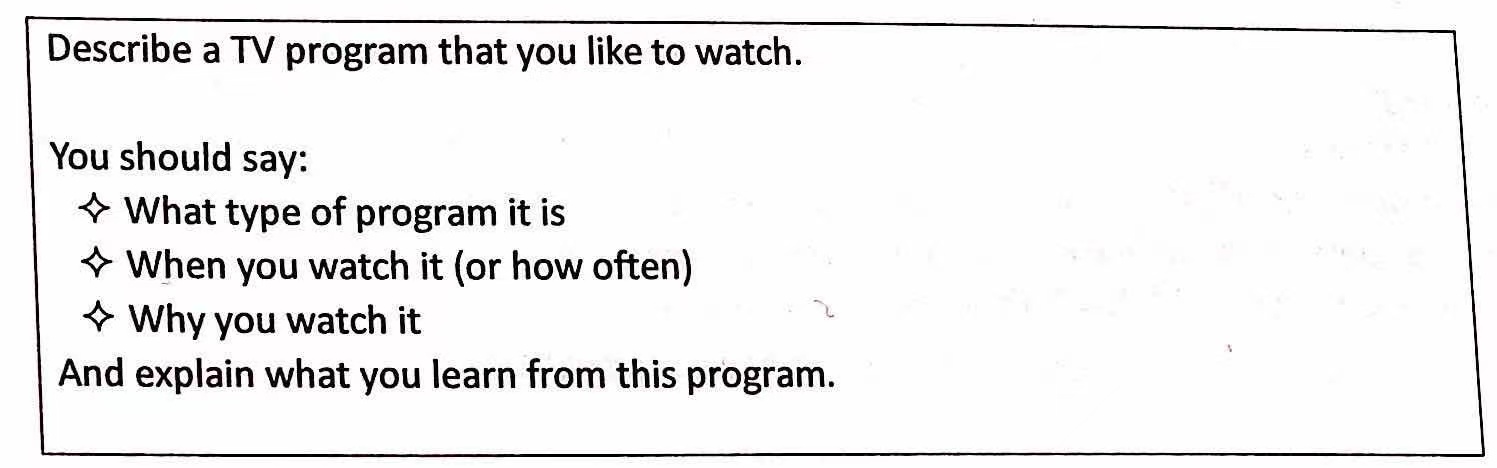 Describe a TV program that you like to watch.
You should say:
✧ What type of program it is
✧ When you watch it (or how often)
✧ Why you watch it
And explain what you learn from this program.